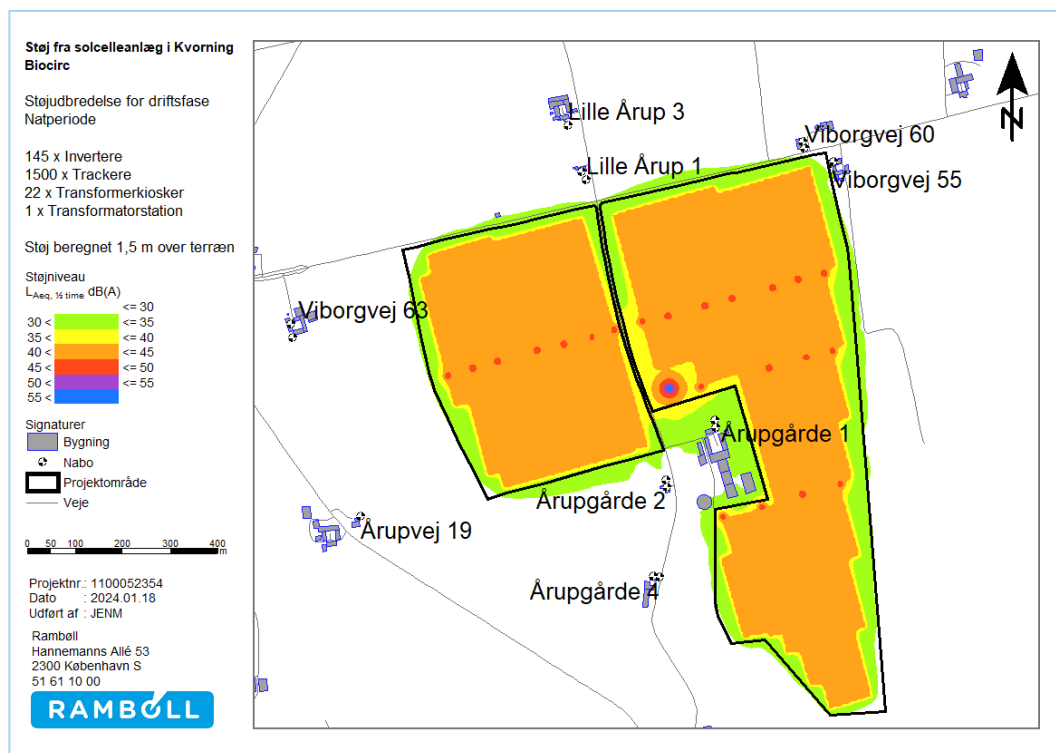 Støj fra solcelleanlæg i Kvorning
Biocirc
Støjudbredelse for driftsfase
Natperiode
145 x Invertere
1500 x Trackere
22 x Transformerkiosker
1 x Transformatorstation
Støj beregnet 1,5 m over terræn
Støjniveau
LAeq, ½ time dB(A)
<= 30
30 < <= 35
35 < <= 40
40 < <= 45
45 < <= 50
50 < <= 55
55 <
Signaturer
Bygning
Nabo
Projektområde
Veje
0 50 100 200 300 400
m
Projektnr.: 1100052354
Dato : 2024.01.18
Udført af : JENM
Rambøll
Hannemanns Allé 53
2300 København S
51 61 10 00
RAMBOLL
N
Lille Årup 3
Viborgvej 60
Lille Årup 1
Viborgvej 55
Viborgvej 63
Årupgårde 1
Årupgårde 2
Årupvej 19
Årupgårde 4